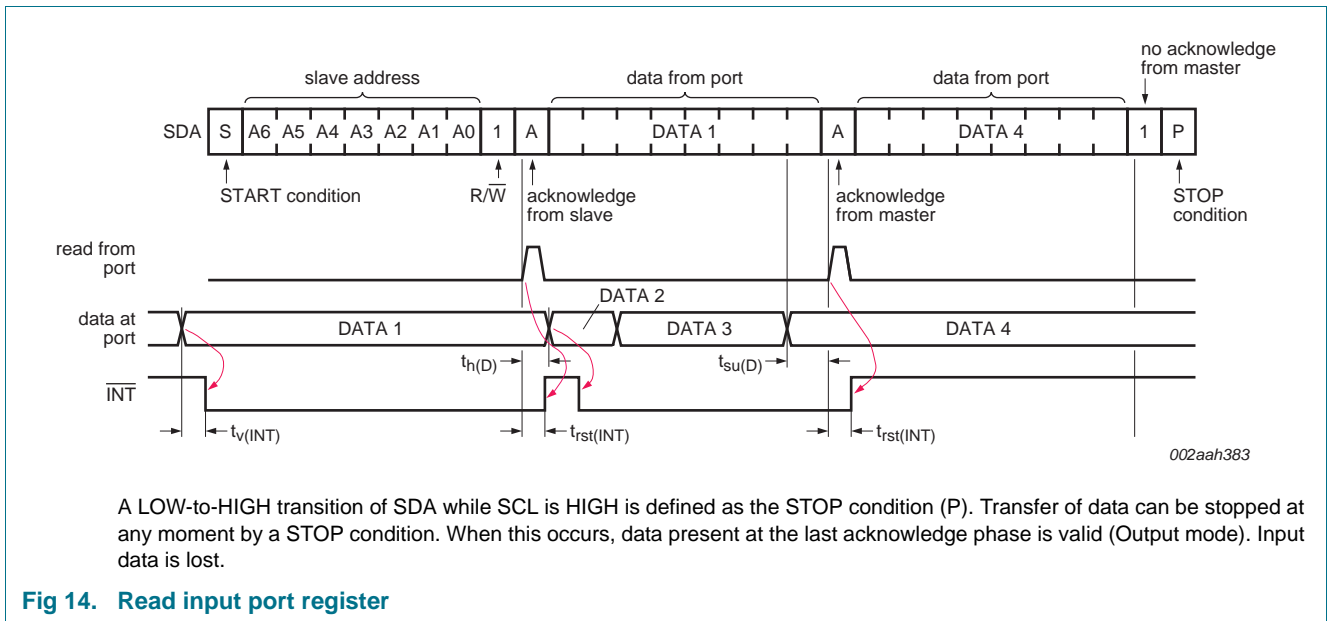 no acknowledge
from master
slave address
data from port
data from port
SDA
S A6 A5 A4 A3 A2 A1 A0 1 A DATA 1 A DATA 4 1 P
START condition
R/W̅
acknowledge
from slave
acknowledge
from master
STOP
condition
read from
port
DATA 2
data at
port
DATA 1
DATA 3
DATA 4
th(D)
tsu(D)
I̅N̅T̅
tv(INT)
trst(INT)
trst(INT)
002aah383
A LOW-to-HIGH transition of SDA while SCL is HIGH is defined as the STOP condition (P). Transfer of data can be stopped at
any moment by a STOP condition. When this occurs, data present at the last acknowledge phase is valid (Output mode). Input
data is lost.
Fig 14. Read input port register